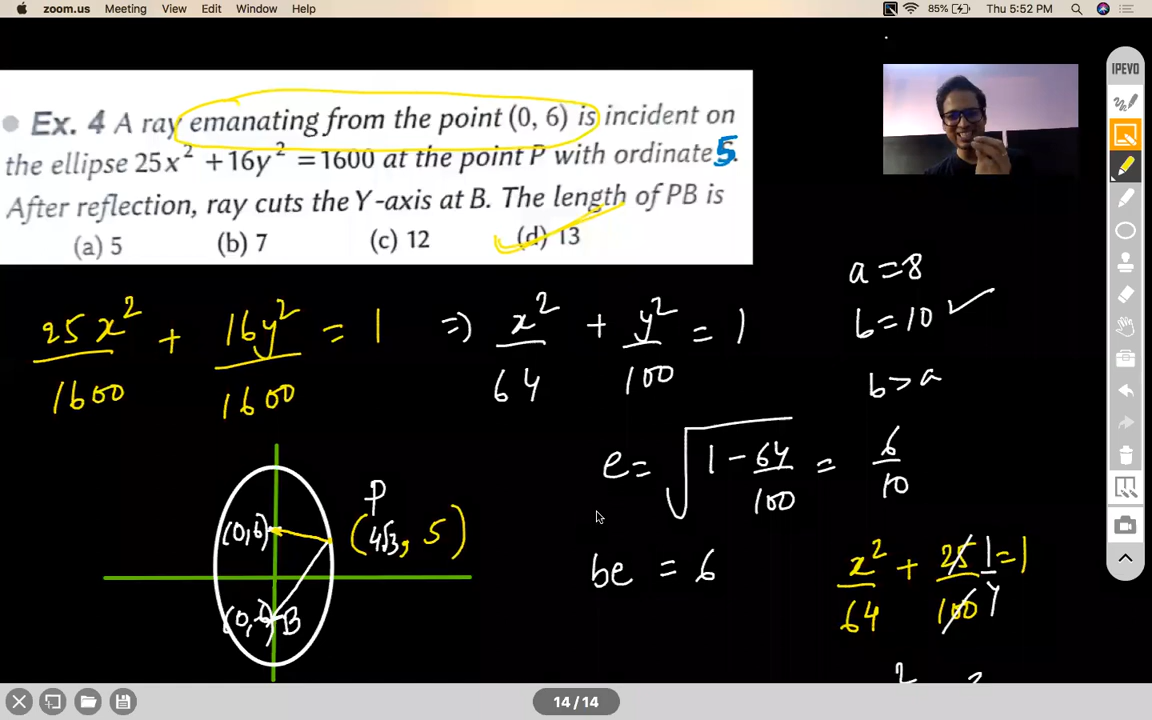 zoom.us Meeting View Edit Window Help
85% Thu 5:52 PM
IPEVO
Ex. 4 A ray emanating from the point (0, 6) is incident on
the ellipse 25x² + 16y² = 1600 at the point P with ordinate 5.
After reflection, ray cuts the Y-axis at B. The length of PB is
(a) 5 (b) 7 (c) 12 (d) 13
a = 8
b = 10 ✓
b > a
25x²/1600 + 16y²/1600 = 1 ⇒ x²/64 + y²/100 = 1
e = √(1 − 64/100) = 6/10
P
(0,6) (4√3, 5)
be = 6
x²/64 + 25/100 1/4 = 1
(0,-6) B
14 / 14